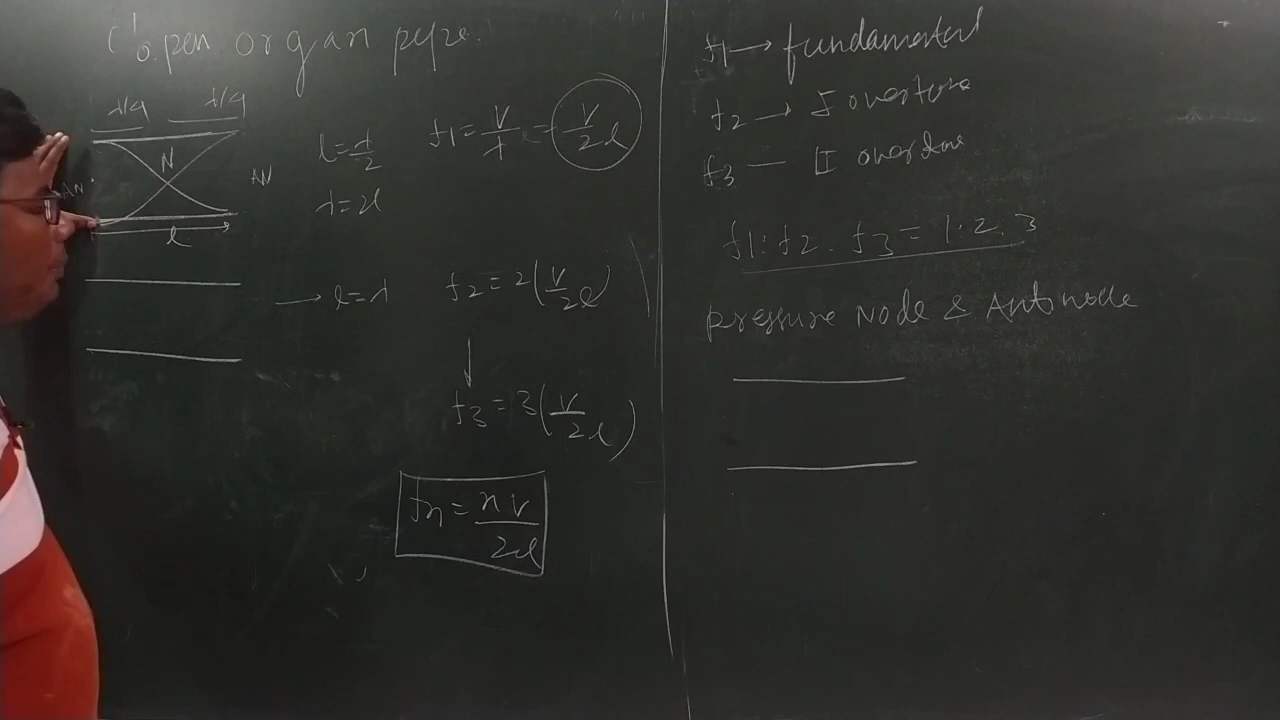 Open organ pipe.
λ/4 λ/4
N
AN AN
l
l = λ/2
λ = 2l
f1 = v/λ = v/2l
→ l = λ
f2 = 2(v/2l)
f3 = 3(v/2l)
fn = nv/2l
f1 → fundamental
f2 → I overtone
f3 — II overtone
f1 : f2 . f3 = 1 : 2 . 3
pressure Node & Antinode